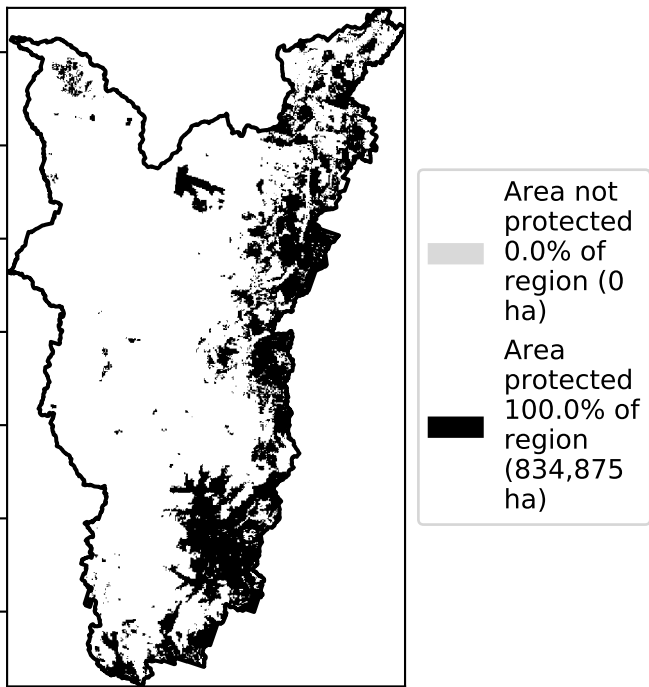 Area not
protected
0.0% of
region (0
ha)
Area
protected
100.0% of
region
(834,875
ha)